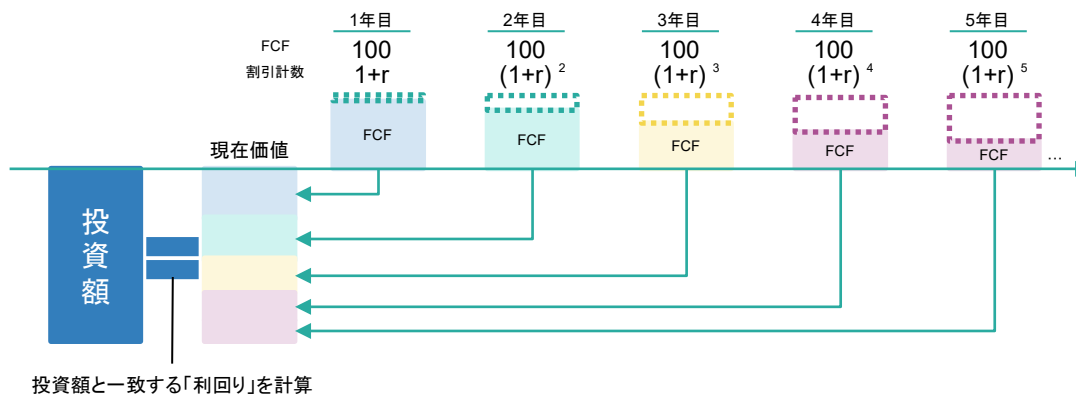 1年目 2年目 3年目 4年目 5年目
FCF 100 100 100 100 100
割引計数 1+r (1+r) 2 (1+r) 3 (1+r) 4 (1+r) 5
FCF FCF FCF FCF FCF ...
現在価値
投資額
投資額と一致する「利回り」を計算